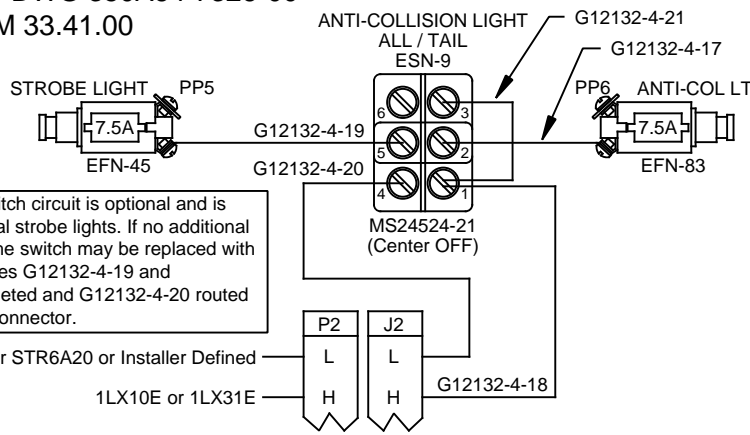 M 33.41.00
ANTI-COLLISION LIGHT
ALL / TAIL
ESN-9
G12132-4-21
G12132-4-17
STROBE LIGHT
PP5
7.5A
EFN-45
PP6
ANTI-COL LT
7.5A
EFN-83
G12132-4-19
G12132-4-20
6
3
5
2
4
1
MS24524-21
(Center OFF)
tch circuit is optional and is
al strobe lights. If no additional
ne switch may be replaced with
es G12132-4-19 and
eted and G12132-4-20 routed
onnector.
P2
J2
r STR6A20 or Installer Defined
L
L
1LX10E or 1LX31E
H
H
G12132-4-18